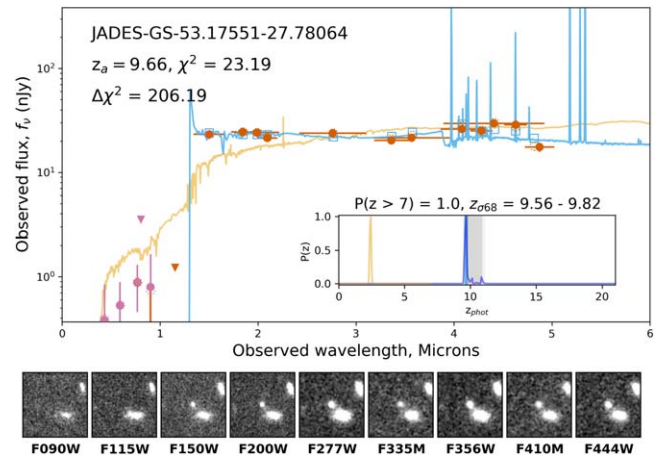 JADES-GS-53.17551-27.78064
z_a = 9.66, χ² = 23.19
Δχ² = 206.19
Observed flux, f_ν (nJy)
10²
10¹
10⁰
P(z > 7) = 1.0, z_σ68 = 9.56 - 9.82
P(z)
1.0
0.5
0.0
0 5 10 15 20
z_phot
0 1 2 3 4 5 6
Observed wavelength, Microns
F090W F115W F150W F200W F277W F335M F356W F410M F444W